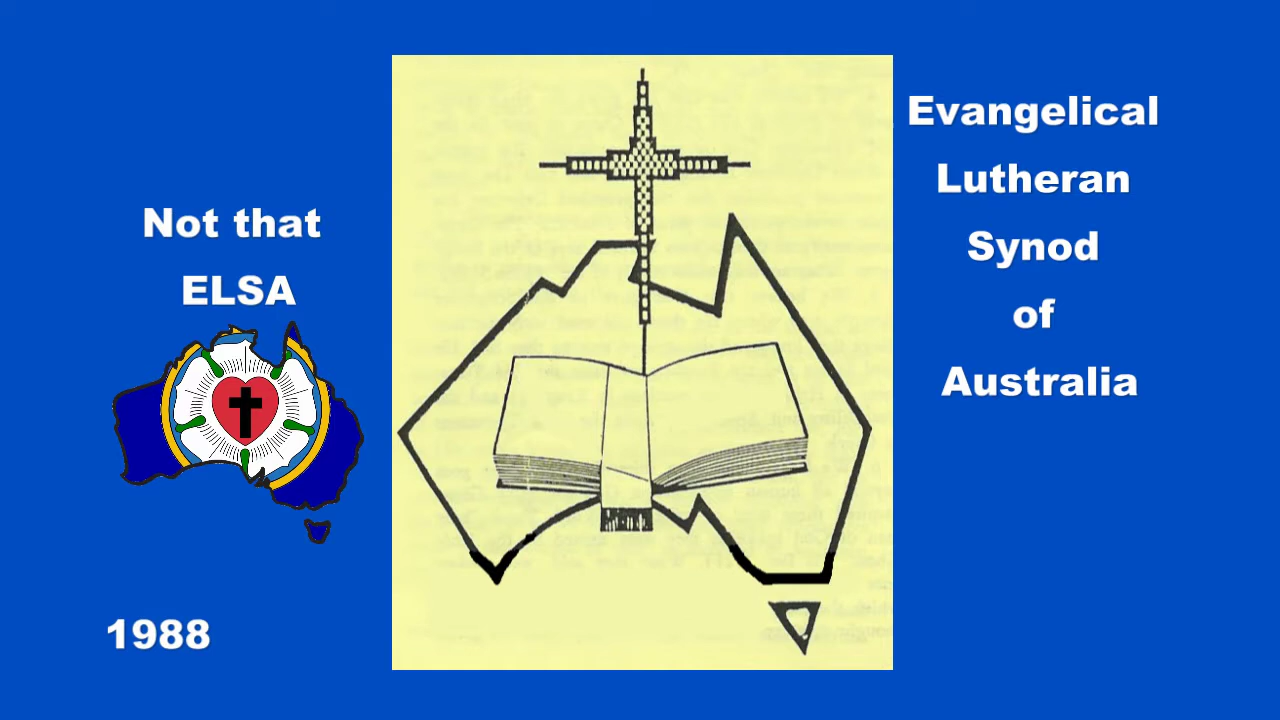 Not that
ELSA
1988
Evangelical
Lutheran
Synod
of
Australia